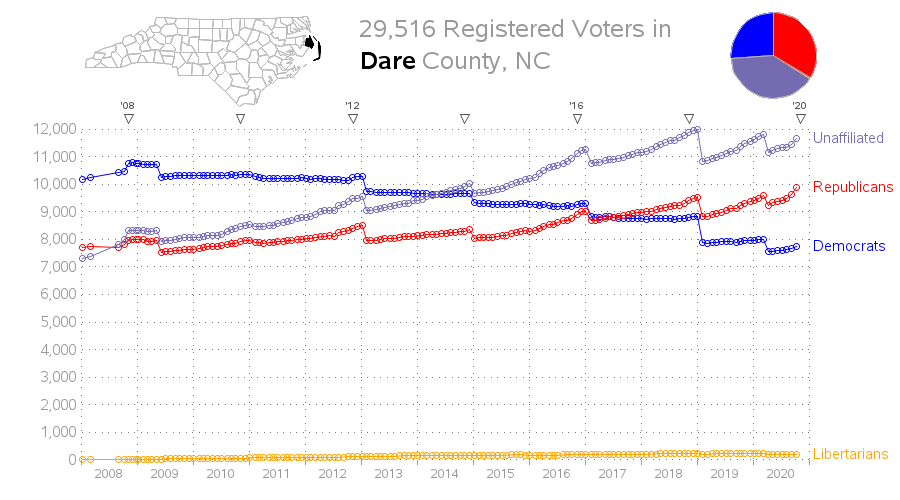 29,516 Registered Voters in
Dare County, NC
'08 '12 '16 '20
12,000
Unaffiliated
11,000
10,000
Republicans
9,000
8,000
Democrats
7,000
6,000
5,000
4,000
3,000
2,000
1,000
0
Libertarians
2008 2009 2010 2011 2012 2013 2014 2015 2016 2017 2018 2019 2020